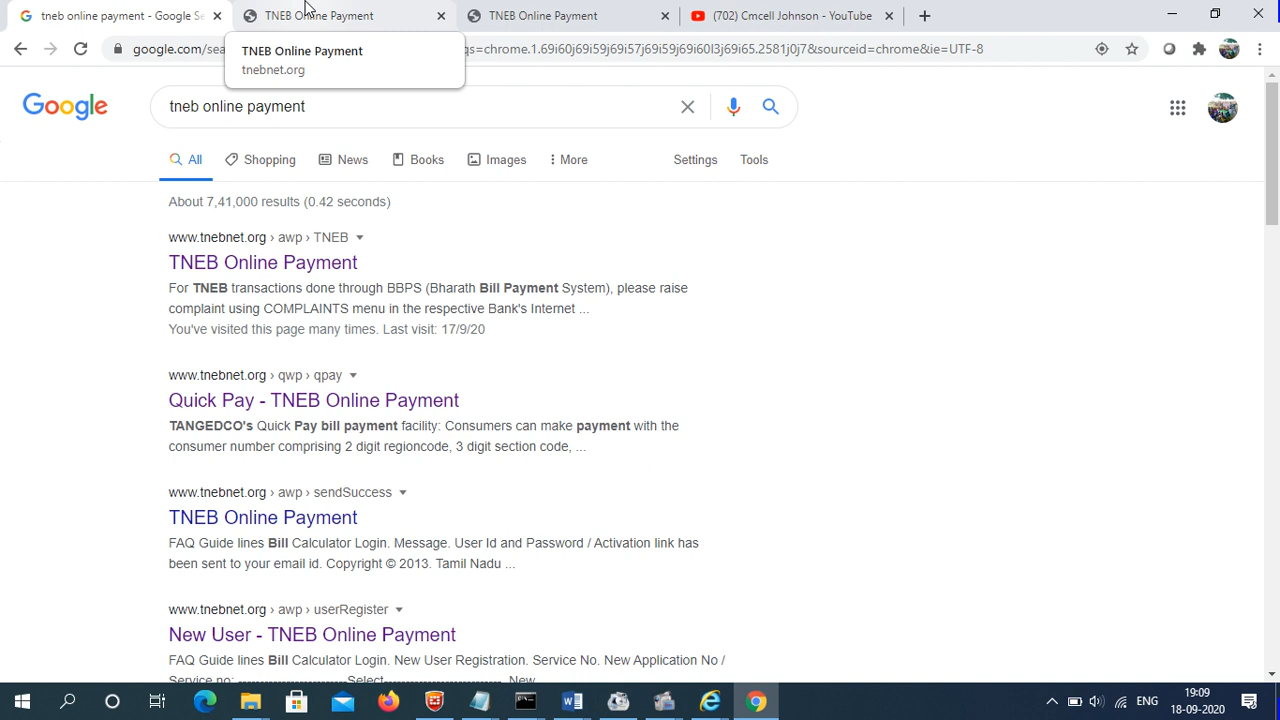 tneb online payment - Google Se
TNEB Online Payment
TNEB Online Payment
(702) Cmcell Johnson - YouTube
google.com/sea
qs=chrome.1.69i60j69i59j69i57j69i59j69i60l3j69i65.2581j0j7&sourceid=chrome&ie=UTF-8
TNEB Online Payment
tnebnet.org
Google
tneb online payment
All
Shopping
News
Books
Images
More
Settings
Tools
About 7,41,000 results (0.42 seconds)
www.tnebnet.org › awp › TNEB
TNEB Online Payment
For TNEB transactions done through BBPS (Bharath Bill Payment System), please raise
complaint using COMPLAINTS menu in the respective Bank's Internet ...
You've visited this page many times. Last visit: 17/9/20
www.tnebnet.org › qwp › qpay
Quick Pay - TNEB Online Payment
TANGEDCO's Quick Pay bill payment facility: Consumers can make payment with the
consumer number comprising 2 digit regioncode, 3 digit section code, ...
www.tnebnet.org › awp › sendSuccess
TNEB Online Payment
FAQ Guide lines Bill Calculator Login. Message. User Id and Password / Activation link has
been sent to your email id. Copyright © 2013. Tamil Nadu ...
www.tnebnet.org › awp › userRegister
New User - TNEB Online Payment
FAQ Guide lines Bill Calculator Login. New User Registration. Service No. New Application No /
ENG
19:09
18-09-2020